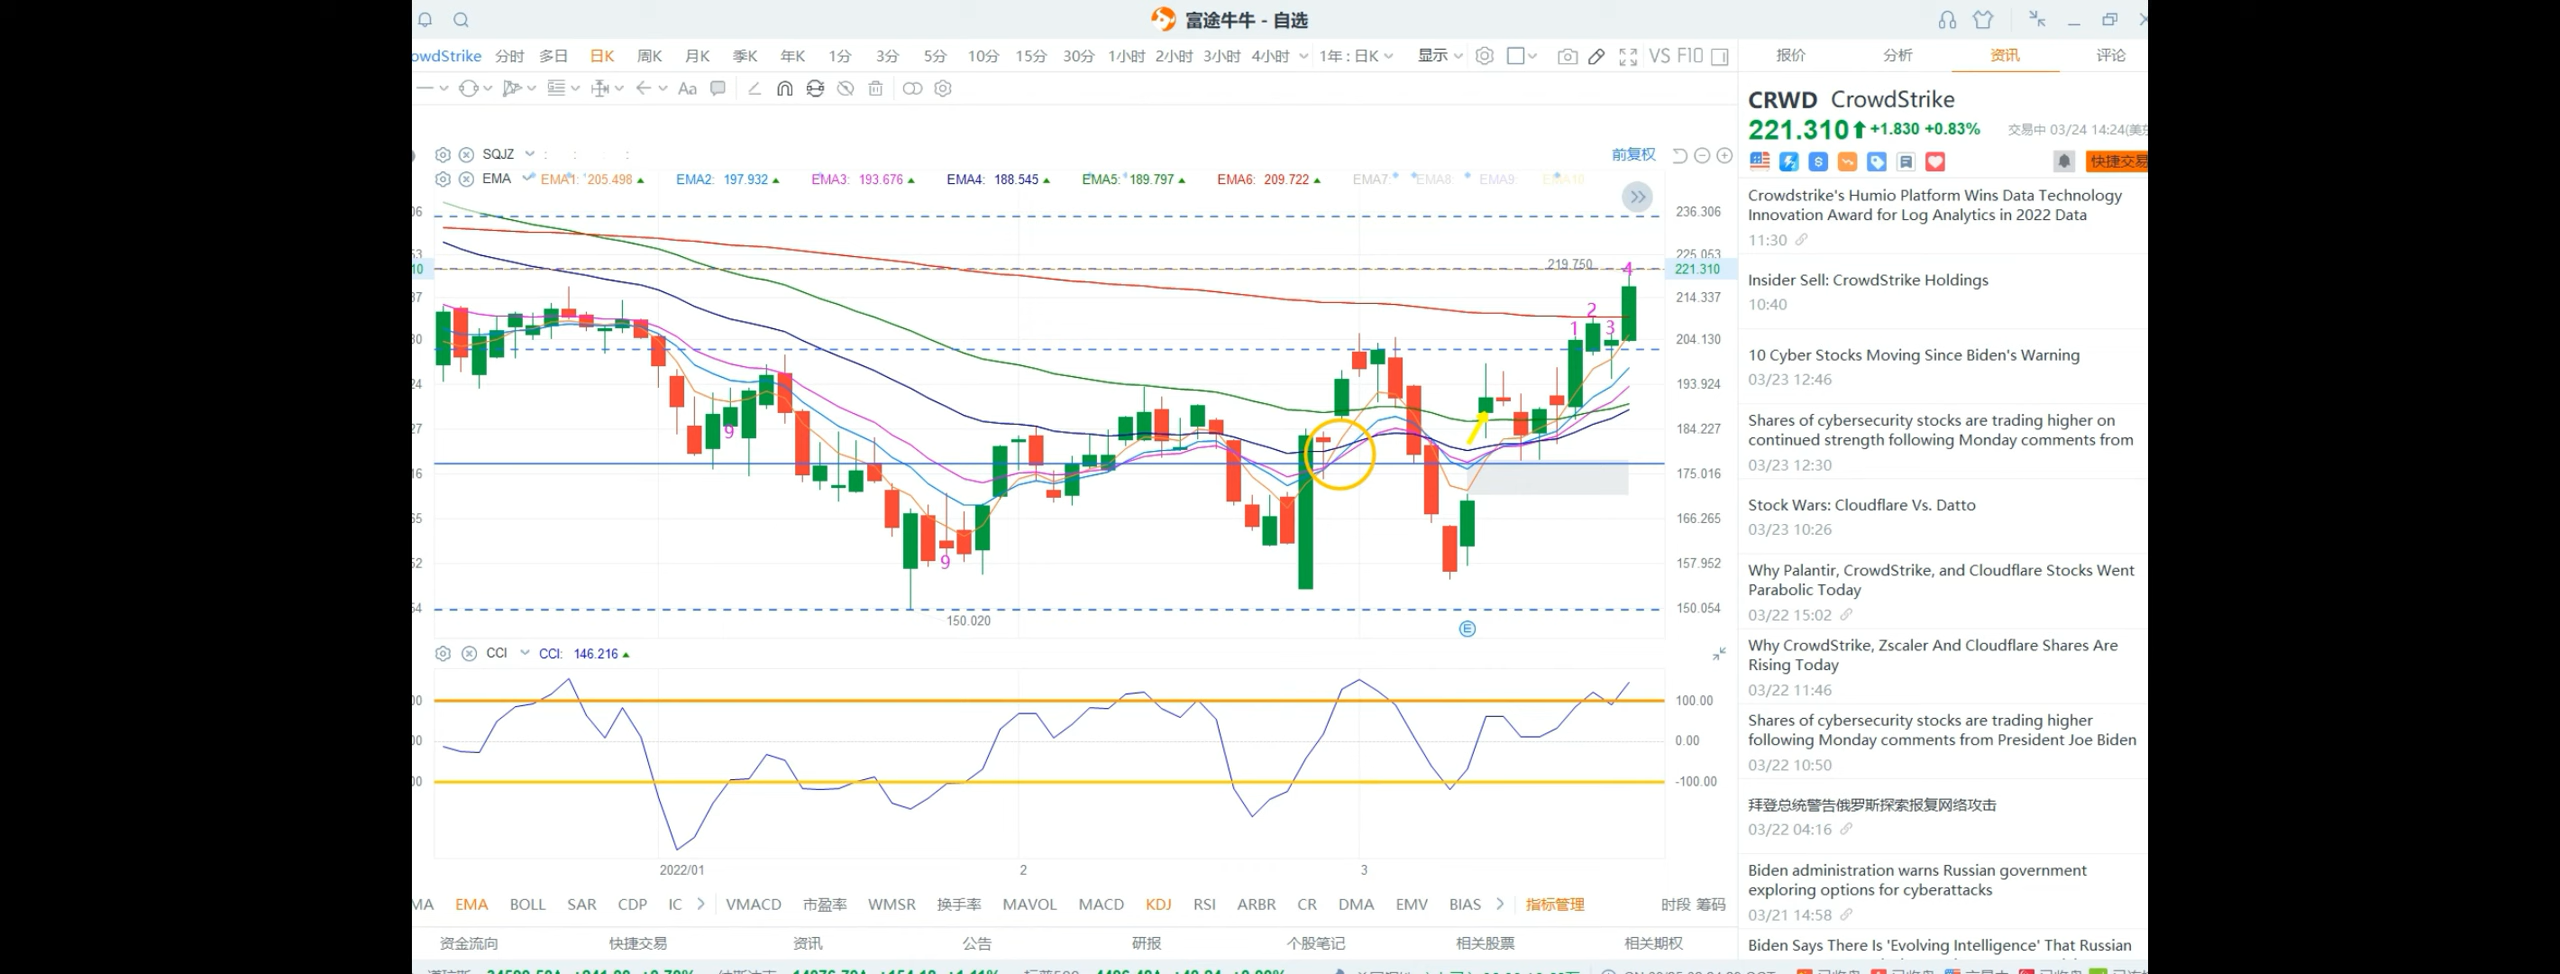 富途牛牛 - 自选
owdStrike 分时 多日 日K 周K 月K 季K 年K 1分 3分 5分 10分 15分 30分 1小时 2小时 3小时 4小时 1年 : 日K 显示 VS F10
报价 分析 资讯 评论
Aa
CRWD CrowdStrike
221.310 +1.830 +0.83% 交易中 03/24 14:24
快捷交易
SQJZ : : : :
前复权
EMA EMA1: 205.498 EMA2: 197.932 EMA3: 193.676 EMA4: 188.545 EMA5: 189.797 EMA6: 209.722 EMA7: EMA8: EMA9: EMA10
236.306
225.053
221.310
214.337
204.130
193.924
184.227
175.016
166.265
157.952
150.054
219.750
4
2
1
3
9
9
150.020
E
CCI CCI: 146.216
100.00
0.00
-100.00
2022/01 2 3
MA EMA BOLL SAR CDP IC VMACD 市盈率 WMSR 换手率 MAVOL MACD KDJ RSI ARBR CR DMA EMV BIAS 指标管理 时段 筹码
资金流向 快捷交易 资讯 公告 研报 个股笔记 相关股票 相关期权
Crowdstrike's Humio Platform Wins Data Technology
Innovation Award for Log Analytics in 2022 Data
11:30
Insider Sell: CrowdStrike Holdings
10:40
10 Cyber Stocks Moving Since Biden's Warning
03/23 12:46
Shares of cybersecurity stocks are trading higher on
continued strength following Monday comments from
03/23 12:30
Stock Wars: Cloudflare Vs. Datto
03/23 10:26
Why Palantir, CrowdStrike, and Cloudflare Stocks Went
Parabolic Today
03/22 15:02
Why CrowdStrike, Zscaler And Cloudflare Shares Are
Rising Today
03/22 11:46
Shares of cybersecurity stocks are trading higher
following Monday comments from President Joe Biden
03/22 10:50
拜登总统警告俄罗斯探索报复网络攻击
03/22 04:16
Biden administration warns Russian government
exploring options for cyberattacks
03/21 14:58
Biden Says There Is 'Evolving Intelligence' That Russian